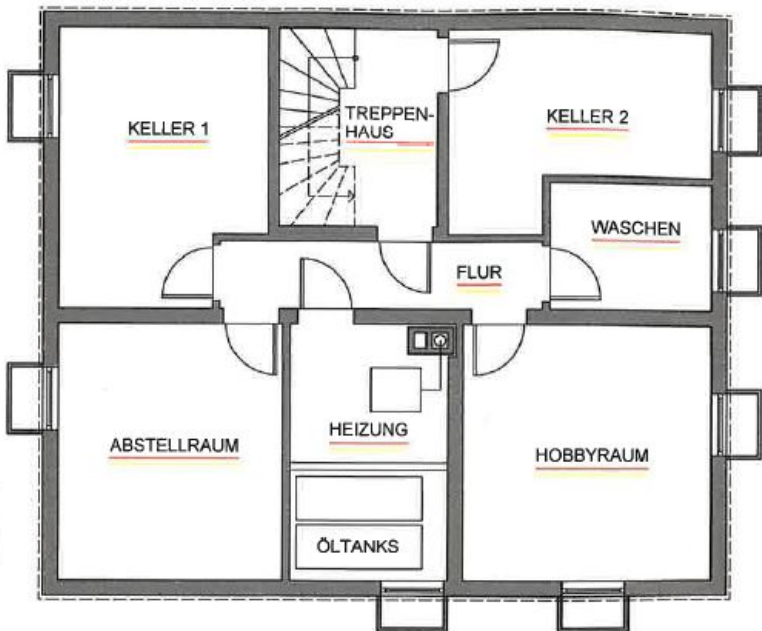 KELLER 1
TREPPEN-
HAUS
KELLER 2
WASCHEN
FLUR
ABSTELLRAUM
HEIZUNG
HOBBYRAUM
ÖLTANKS